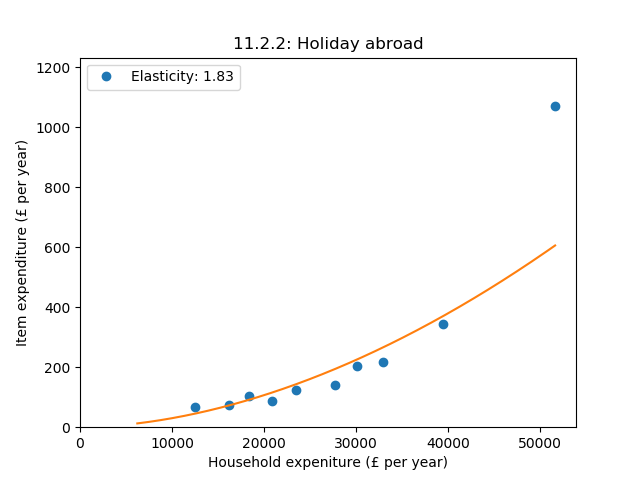 11.2.2: Holiday abroad
Elasticity: 1.83
Item expenditure (£ per year)
1200
1000
800
600
400
200
0
0 10000 20000 30000 40000 50000
Household expeniture (£ per year)